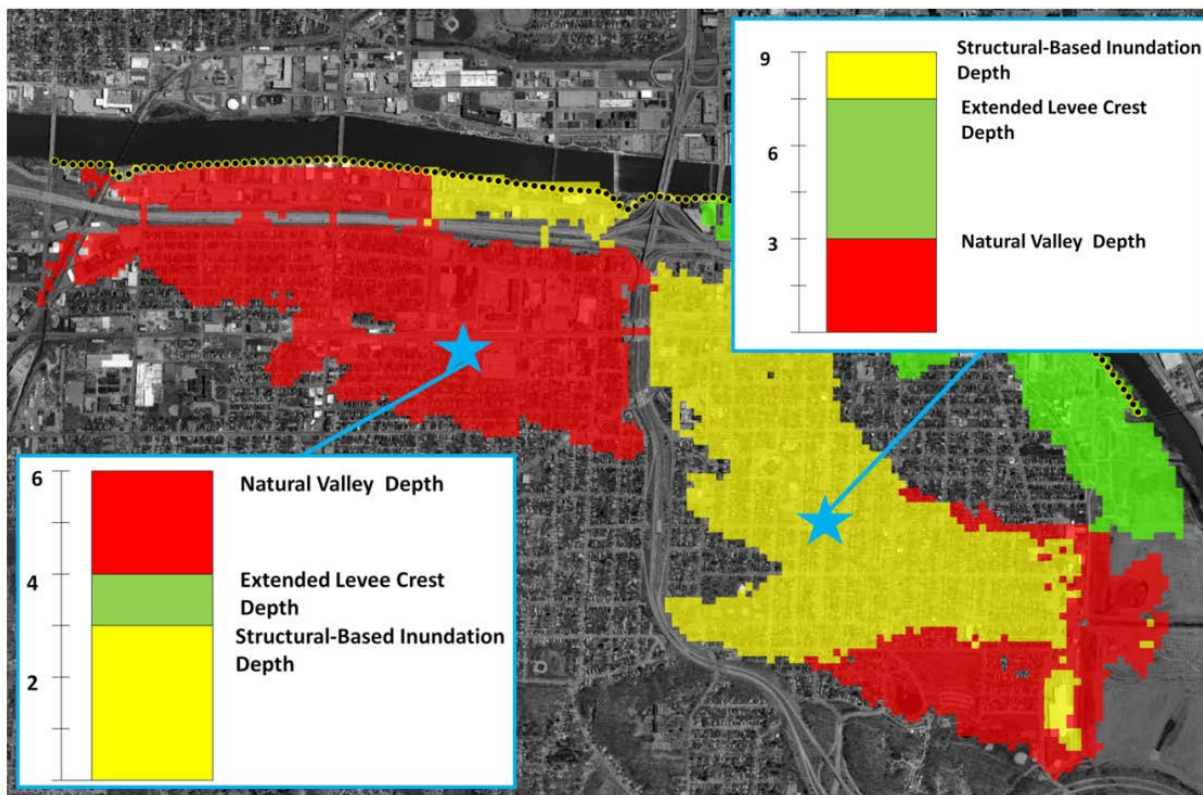 9
6
3
Structural-Based Inundation
Depth
Extended Levee Crest
Depth
Natural Valley Depth
6
4
2
Natural Valley Depth
Extended Levee Crest
Depth
Structural-Based Inundation
Depth